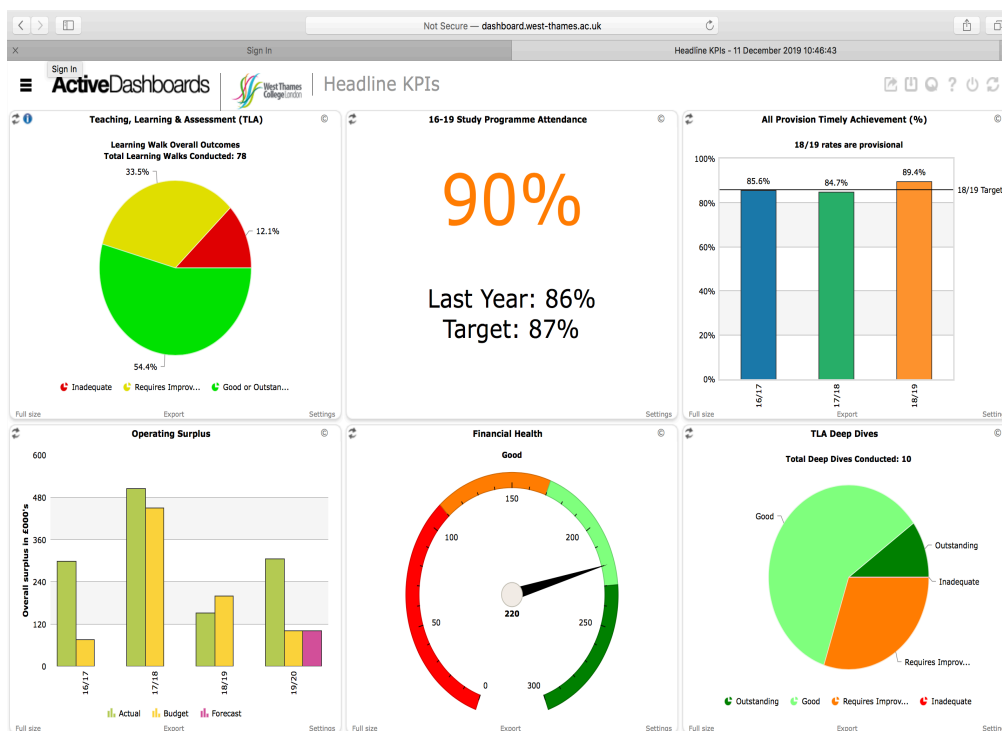 Not Secure — dashboard.west-thames.ac.uk
X
Sign In
Headline KPIs - 11 December 2019 10:46:43
Sign In
ActiveDashboards
West Thames
College London
Headline KPIs
?
Teaching, Learning & Assessment (TLA)
©
Learning Walk Overall Outcomes
Total Learning Walks Conducted: 78
33.5%
12.1%
54.4%
Inadequate
Requires Improv...
Good or Outstan...
Full size
Export
Settings
16-19 Study Programme Attendance
©
90%
Last Year: 86%
Target: 87%
Settings
All Provision Timely Achievement (%)
©
18/19 rates are provisional
100%
80%
60%
40%
20%
0%
85.6%
84.7%
89.4%
18/19 Target
16/17
17/18
18/19
Full size
Export
Settin
Operating Surplus
©
Overall surplus in £000's
600
480
360
240
120
0
16/17
17/18
18/19
19/20
Actual
Budget
Forecast
Full size
Export
Settings
Financial Health
©
Good
0
50
100
150
200
250
300
220
Full size
Export
Settings
TLA Deep Dives
©
Total Deep Dives Conducted: 10
Good
Outstanding
Inadequate
Requires Improv...
Outstanding
Good
Requires Improv...
Inadequate
Full size
Export
Settin